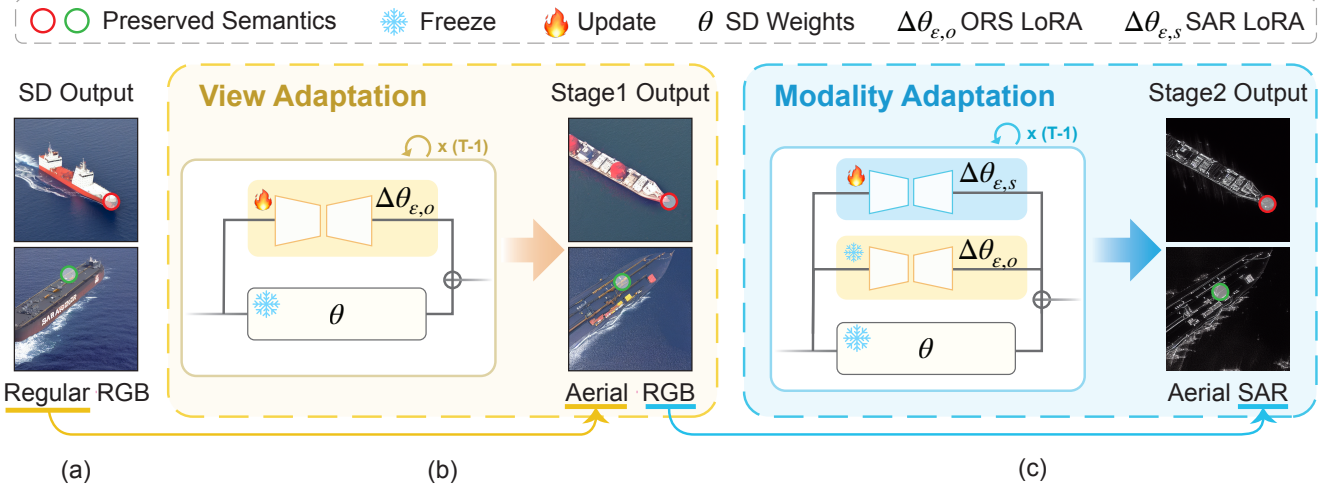 Preserved Semantics Freeze Update θ SD Weights Δθε,o ORS LoRA Δθε,s SAR LoRA
SD Output
View Adaptation
Stage1 Output
Modality Adaptation
Stage2 Output
x (T-1)
x (T-1)
Δθε,o
θ
Δθε,s
Δθε,o
θ
Regular RGB
Aerial RGB
Aerial SAR
(a)
(b)
(c)